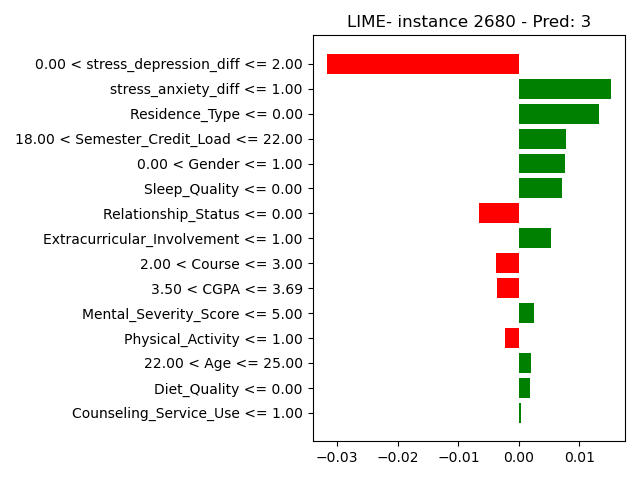 LIME- instance 2680 - Pred: 3
0.00 < stress_depression_diff <= 2.00
stress_anxiety_diff <= 1.00
Residence_Type <= 0.00
18.00 < Semester_Credit_Load <= 22.00
0.00 < Gender <= 1.00
Sleep_Quality <= 0.00
Relationship_Status <= 0.00
Extracurricular_Involvement <= 1.00
2.00 < Course <= 3.00
3.50 < CGPA <= 3.69
Mental_Severity_Score <= 5.00
Physical_Activity <= 1.00
22.00 < Age <= 25.00
Diet_Quality <= 0.00
Counseling_Service_Use <= 1.00
−0.03 −0.02 −0.01 0.00 0.01